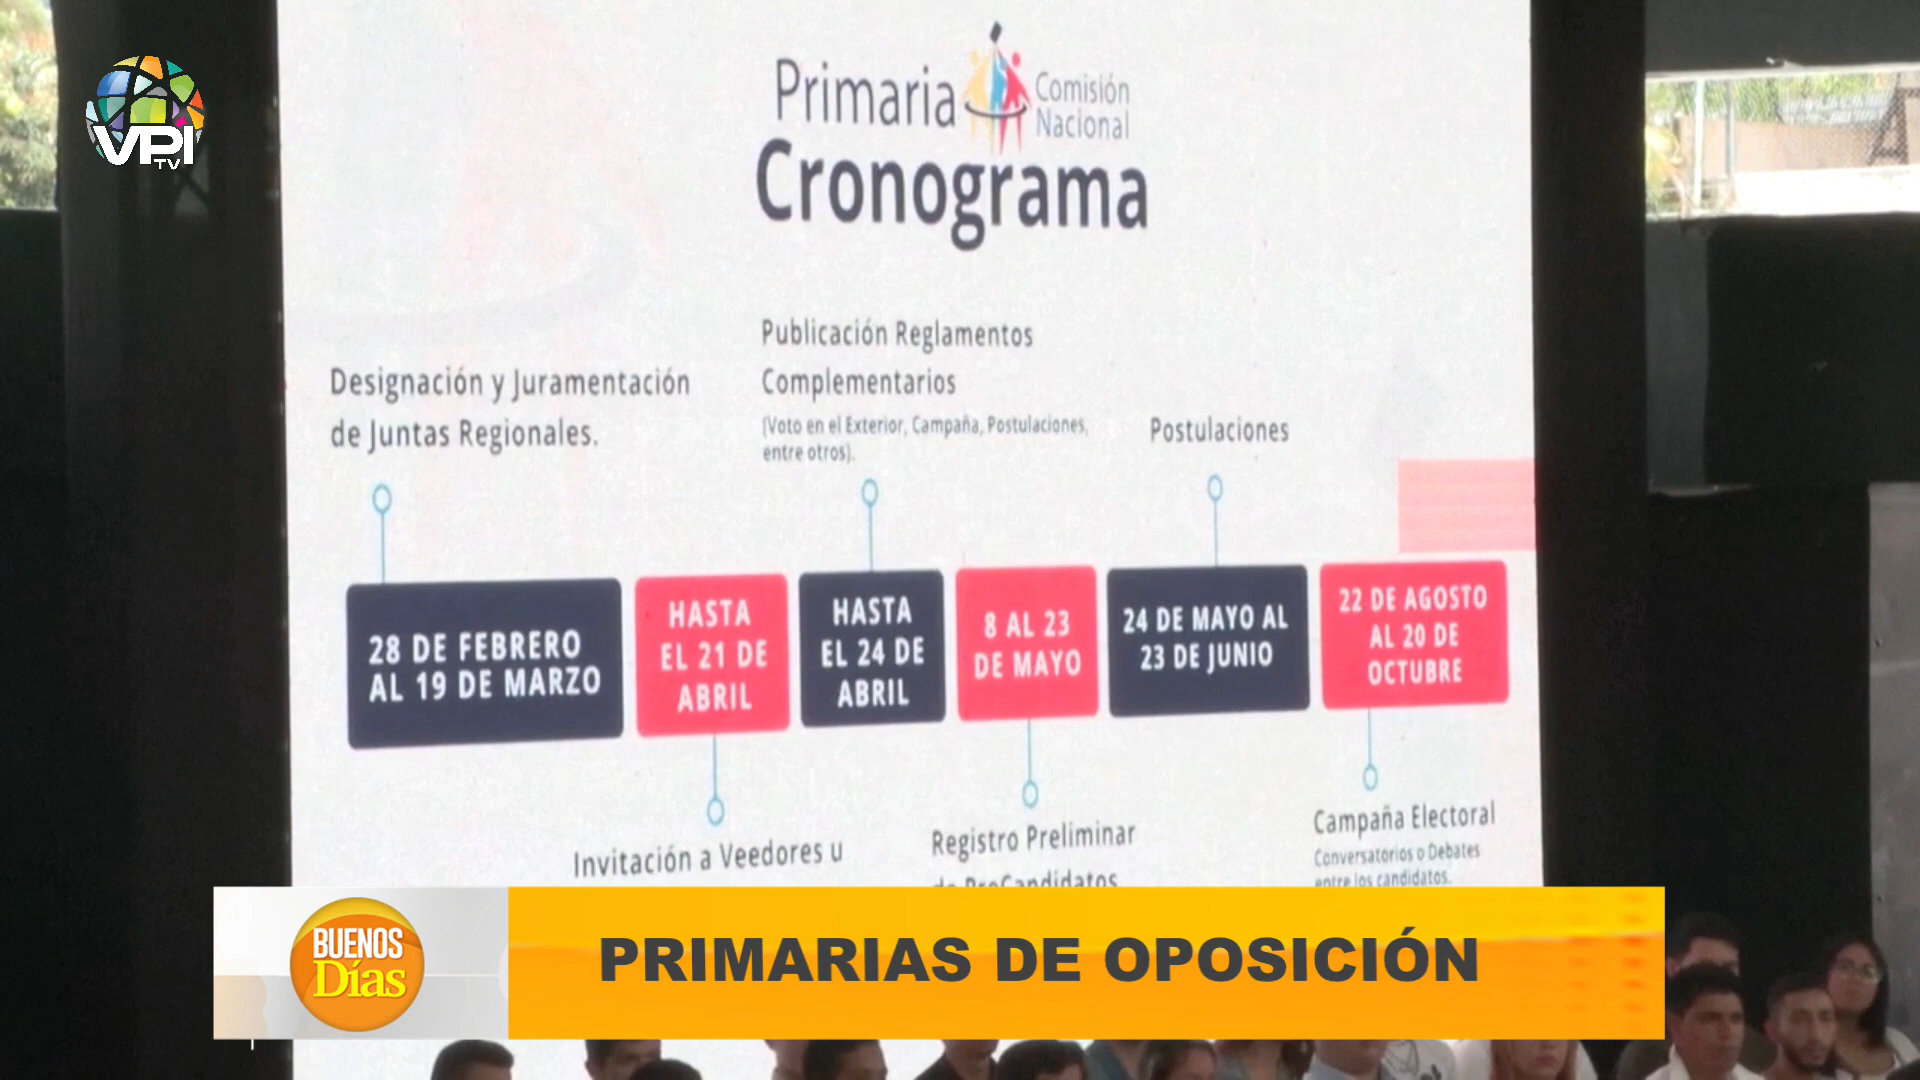 VPI
TV
Primaria
Comisión
Nacional
Cronograma
Designación y Juramentación
de Juntas Regionales.
Publicación Reglamentos
Complementarios
(Voto en el Exterior, Campaña, Postulaciones,
entre otros).
Postulaciones
28 DE FEBRERO
AL 19 DE MARZO
HASTA
EL 21 DE
ABRIL
HASTA
EL 24 DE
ABRIL
8 AL 23
DE MAYO
24 DE MAYO AL
23 DE JUNIO
22 DE AGOSTO
AL 20 DE
OCTUBRE
Invitación a Veedores u
Registro Preliminar
de PreCandidatos
Campaña Electoral
Conversatorios o Debates
entre los candidatos.
BUENOS
Días
PRIMARIAS DE OPOSICIÓN